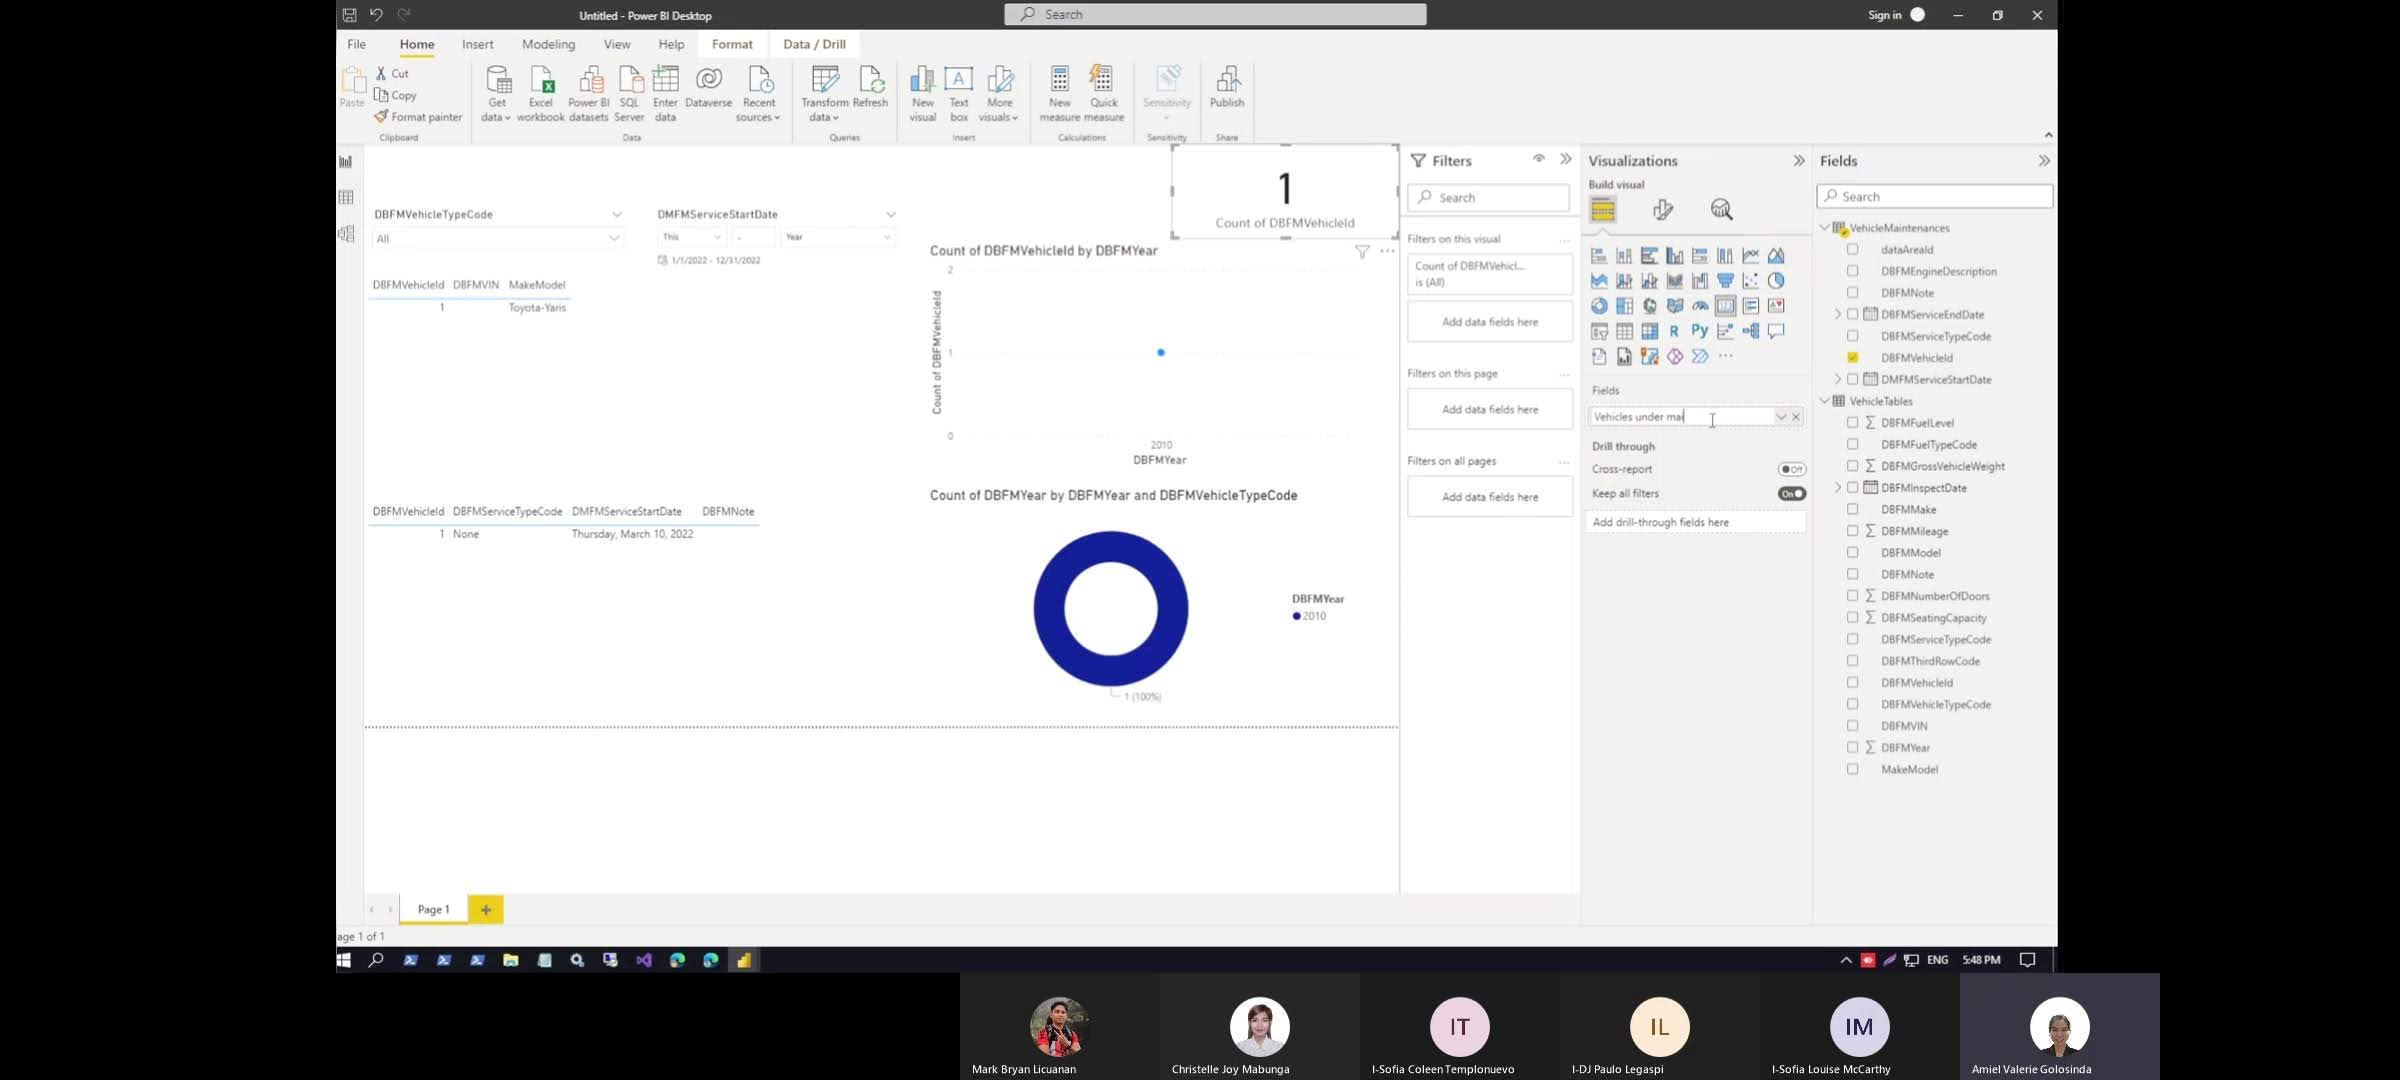 Untitled - Power BI Desktop
Search
Sign in
File
Home
Insert
Modeling
View
Help
Format
Data / Drill
Paste
Cut
Copy
Format painter
Clipboard
Get data
Excel workbook
Power BI datasets
SQL Server
Enter data
Dataverse
Recent sources
Data
Transform data
Refresh
Queries
New visual
Text box
More visuals
Insert
New measure
Quick measure
Calculations
Sensitivity
Sensitivity
Publish
Share
DBFMVehicleTypeCode
All
DMFMServiceStartDate
This
-
Year
1/1/2022 - 12/31/2022
1
Count of DBFMVehicleId
DBFMVehicleId DBFMVIN MakeModel
1 Toyota-Yaris
Count of DBFMVehicleId by DBFMYear
Count of DBFMVehicleId
2
1
0
2010
DBFMYear
DBFMVehicleId DBFMServiceTypeCode DMFMServiceStartDate DBFMNote
1 None Thursday, March 10, 2022
Count of DBFMYear by DBFMYear and DBFMVehicleTypeCode
DBFMYear
2010
1 (100%)
Filters
Search
Filters on this visual
Count of DBFMVehicl...
is (All)
Add data fields here
Filters on this page
Add data fields here
Filters on all pages
Add data fields here
Visualizations
Build visual
R
Py
Fields
Vehicles under mai
Drill through
Cross-report
Off
Keep all filters
On
Add drill-through fields here
Fields
Search
VehicleMaintenances
dataAreaId
DBFMEngineDescription
DBFMNote
DBFMServiceEndDate
DBFMServiceTypeCode
DBFMVehicleId
DMFMServiceStartDate
VehicleTables
DBFMFuelLevel
DBFMFuelTypeCode
DBFMGrossVehicleWeight
DBFMInspectDate
DBFMMake
DBFMMileage
DBFMModel
DBFMNote
DBFMNumberOfDoors
DBFMSeatingCapacity
DBFMServiceTypeCode
DBFMThirdRowCode
DBFMVehicleId
DBFMVehicleTypeCode
DBFMVIN
DBFMYear
MakeModel
Page 1
age 1 of 1
ENG
5:48 PM
IT
IL
IM
Mark Bryan Licuanan
Christelle Joy Mabunga
I-Sofia Coleen Templonuevo
I-DJ Paulo Legaspi
I-Sofia Louise McCarthy
Amiel Valerie Golosinda